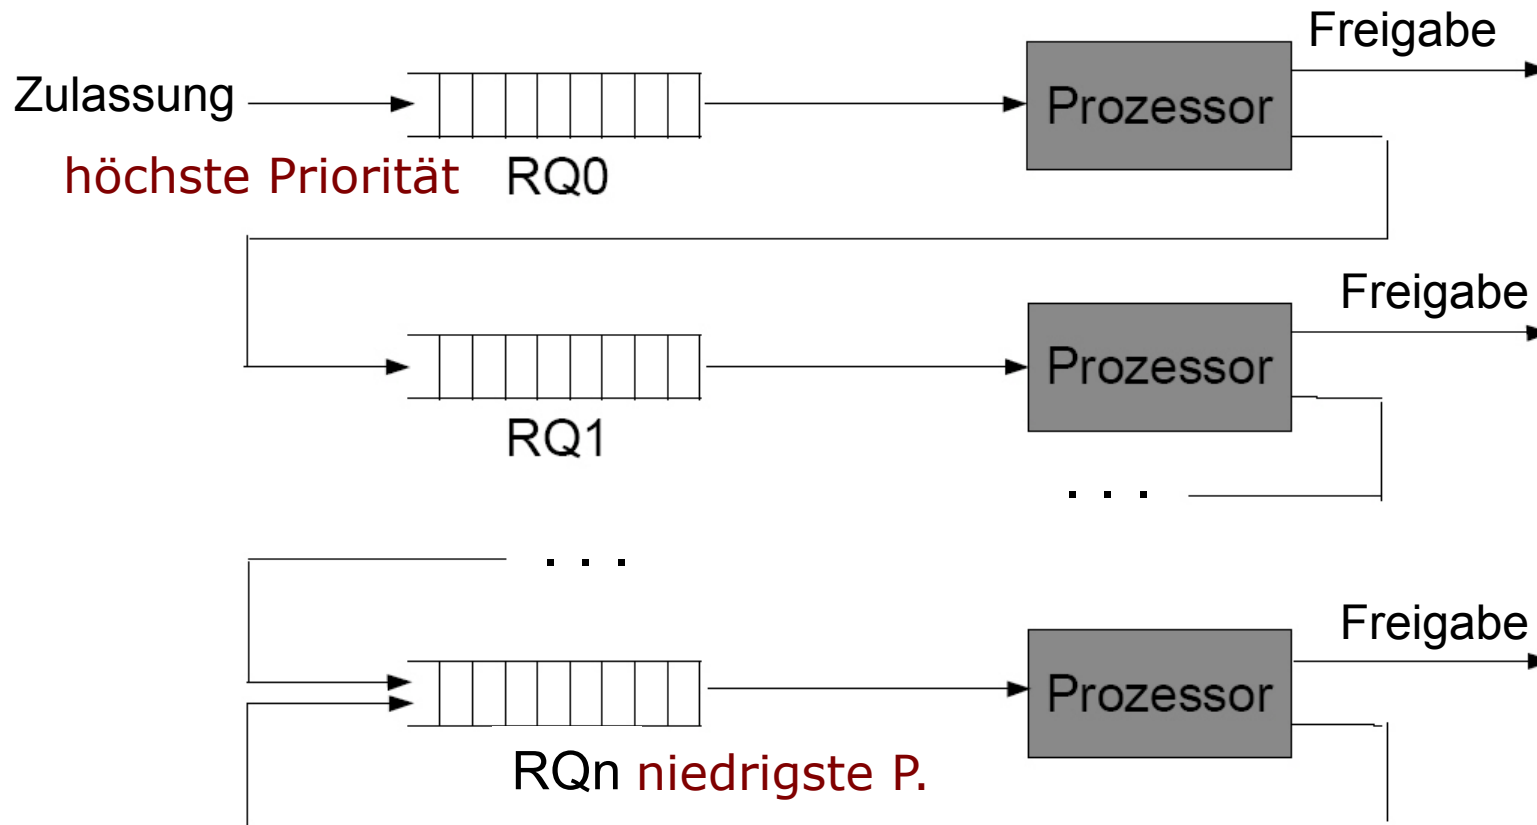 Freigabe
Zulassung
Prozessor
höchste Priorität RQ0
Freigabe
Prozessor
RQ1
. . .
. . .
Freigabe
Prozessor
RQn niedrigste P.